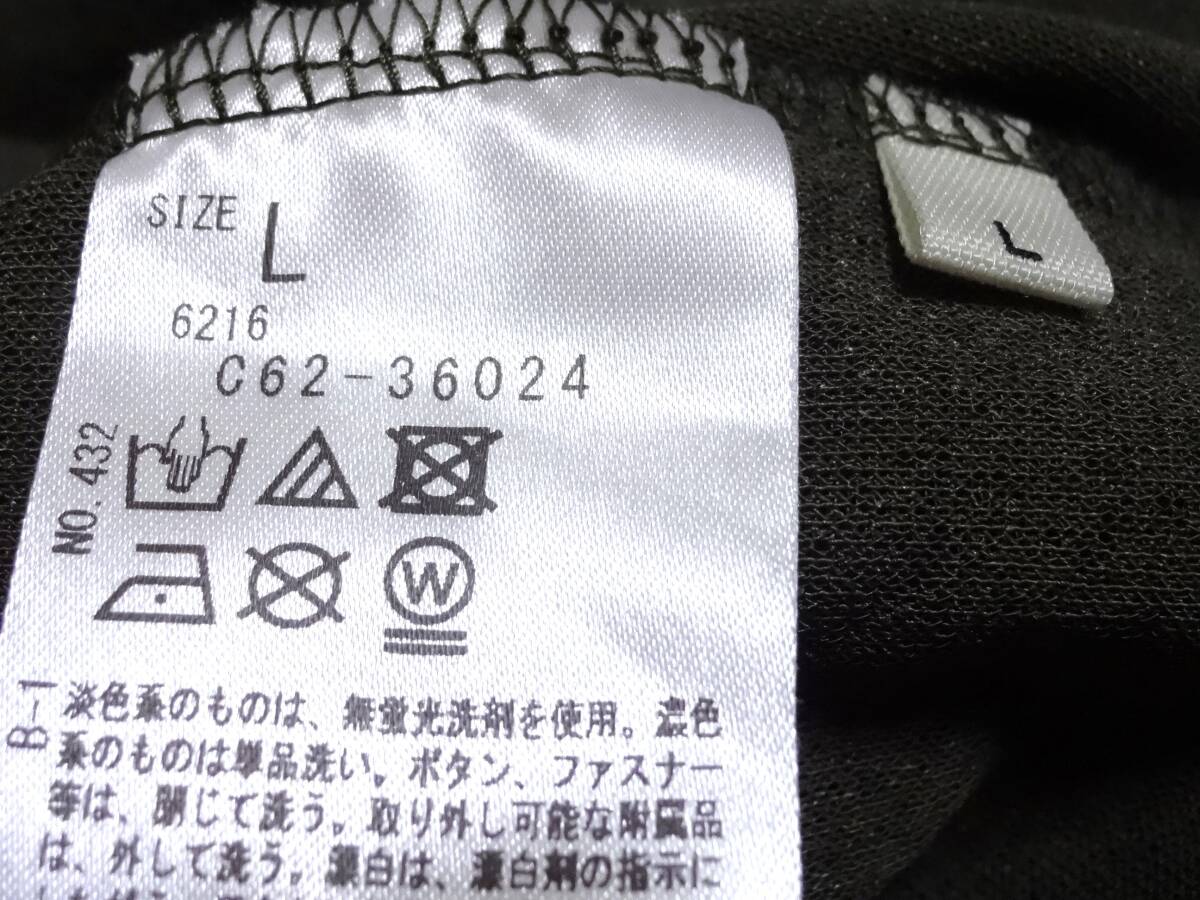 SIZE L
6216
C62-36024
NO. 432
W
B-1
淡色系のものは、無蛍光洗剤を使用。濃色
系のものは単品洗い。ボタン、ファスナー
等は、閉じて洗う。取り外し可能な附属品
は、外して洗う。漂白は、漂白剤の指示に
L